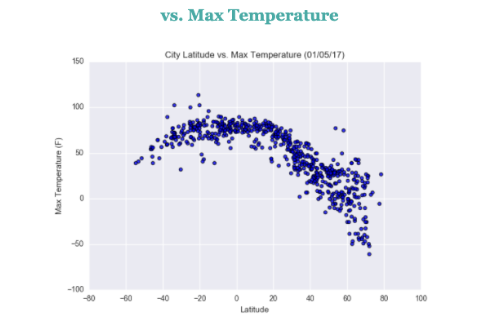 vs. Max Temperature
City Latitude vs. Max Temperature (01/05/17)
150
100
50
0
−50
−100
Max Temperature (F)
−80 −60 −40 −20 0 20 40 60 80 100
Latitude